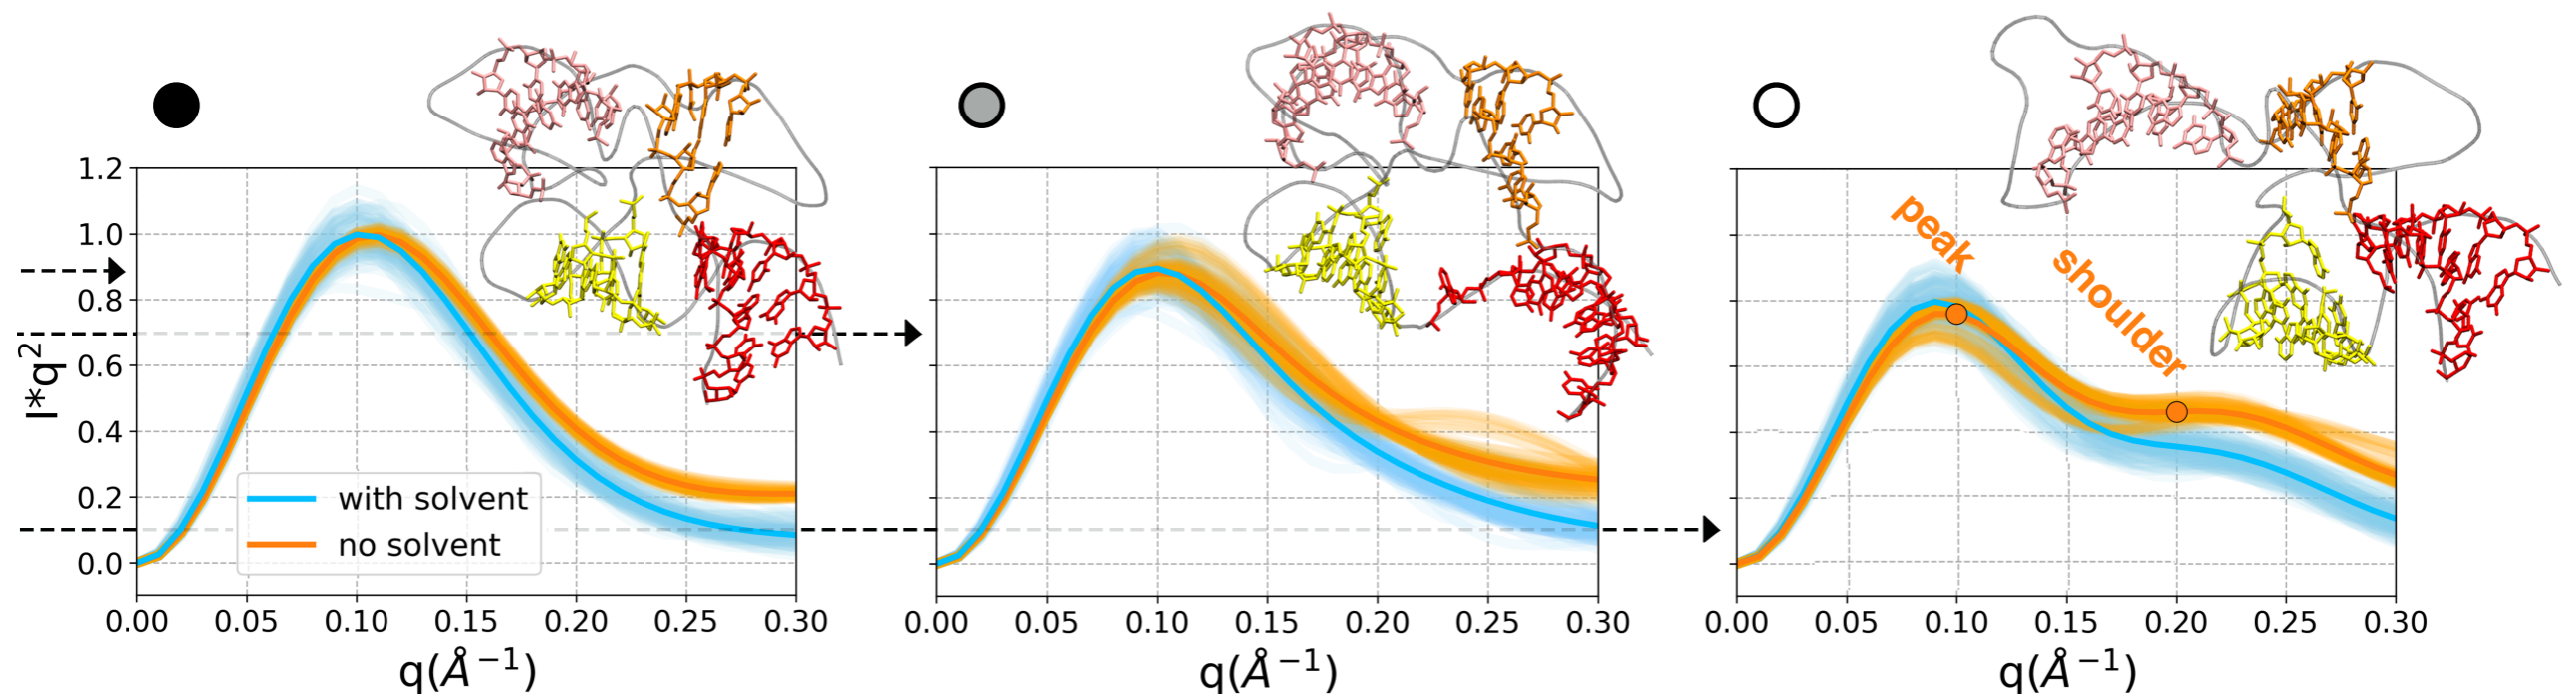 1.2
1.0
0.8
0.6
0.4
0.2
0.0
I*q²
with solvent
no solvent
0.00 0.05 0.10 0.15 0.20 0.25 0.30
q(Å⁻¹)
0.00 0.05 0.10 0.15 0.20 0.25 0.30
q(Å⁻¹)
peak
shoulder
0.00 0.05 0.10 0.15 0.20 0.25 0.30
q(Å⁻¹)